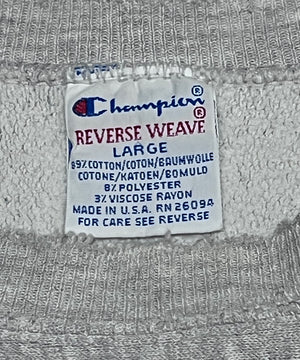 Champion®
REVERSE WEAVE®
LARGE
89% COTTON/COTON/BAUMWOLLE
COTONE/KATOEN/BOMULD
8% POLYESTER
3% VISCOSE RAYON
MADE IN U.S.A. RN 26094
FOR CARE SEE REVERSE